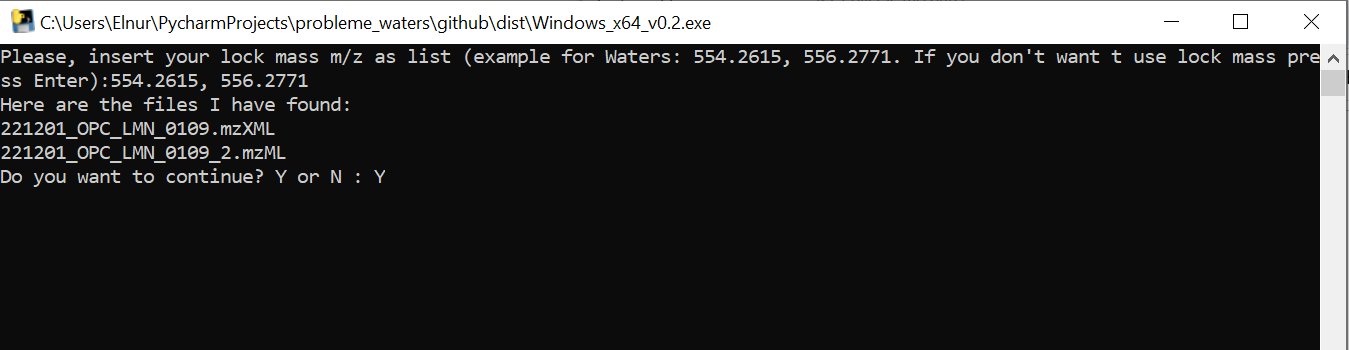 C:\Users\Elnur\PycharmProjects\probleme_waters\github\dist\Windows_x64_v0.2.exe
Please, insert your lock mass m/z as list (example for Waters: 554.2615, 556.2771. If you don't want t use lock mass pre
ss Enter):554.2615, 556.2771
Here are the files I have found:
221201_OPC_LMN_0109.mzXML
221201_OPC_LMN_0109_2.mzML
Do you want to continue? Y or N : Y